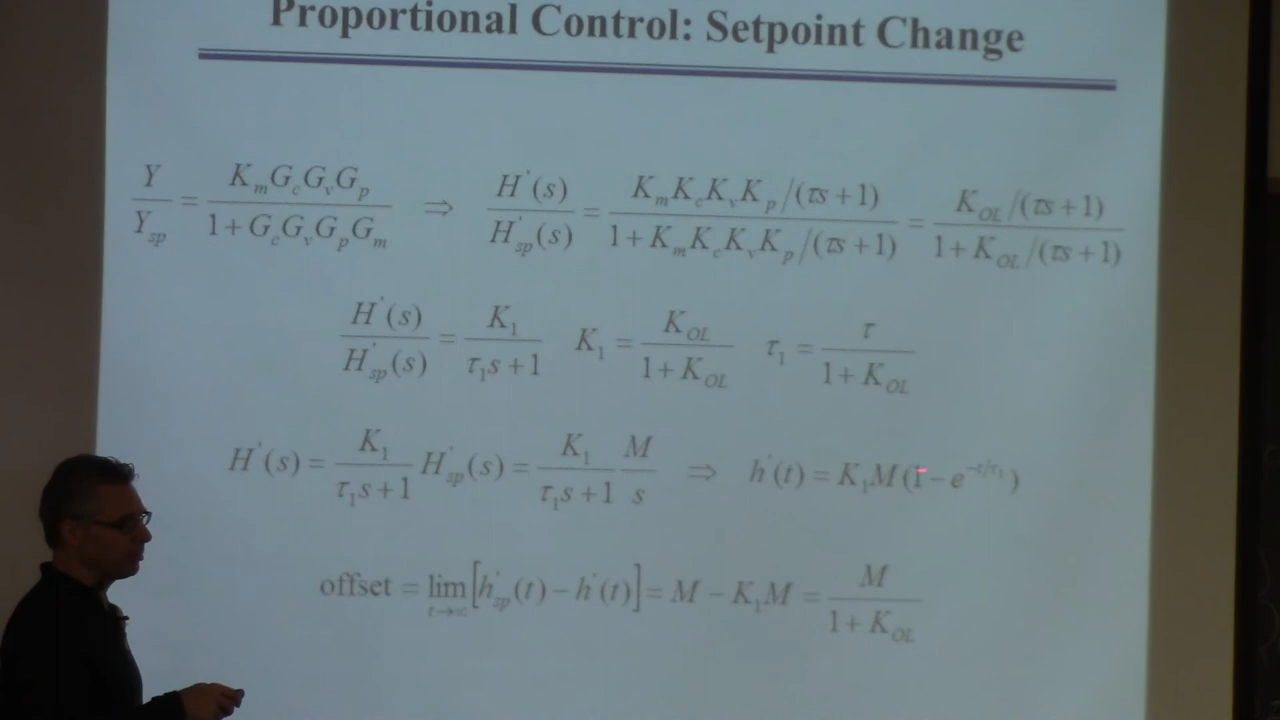 Proportional Control: Setpoint Change
Y/Y_sp = K_m G_c G_v G_p / (1 + G_c G_v G_p G_m) ⇒ H'(s)/H'_sp(s) = (K_m K_c K_v K_p/(τs + 1)) / (1 + K_m K_c K_v K_p/(τs + 1)) = (K_OL/(τs + 1)) / (1 + K_OL/(τs + 1))
H'(s)/H'_sp(s) = K_1/(τ_1 s + 1) K_1 = K_OL/(1 + K_OL) τ_1 = τ/(1 + K_OL)
H'(s) = K_1/(τ_1 s + 1) H'_sp(s) = K_1/(τ_1 s + 1) M/s ⇒ h'(t) = K_1 M(1 − e^(−t/τ_1))
offset = lim_(t→∞) [h'_sp(t) − h'(t)] = M − K_1 M = M/(1 + K_OL)